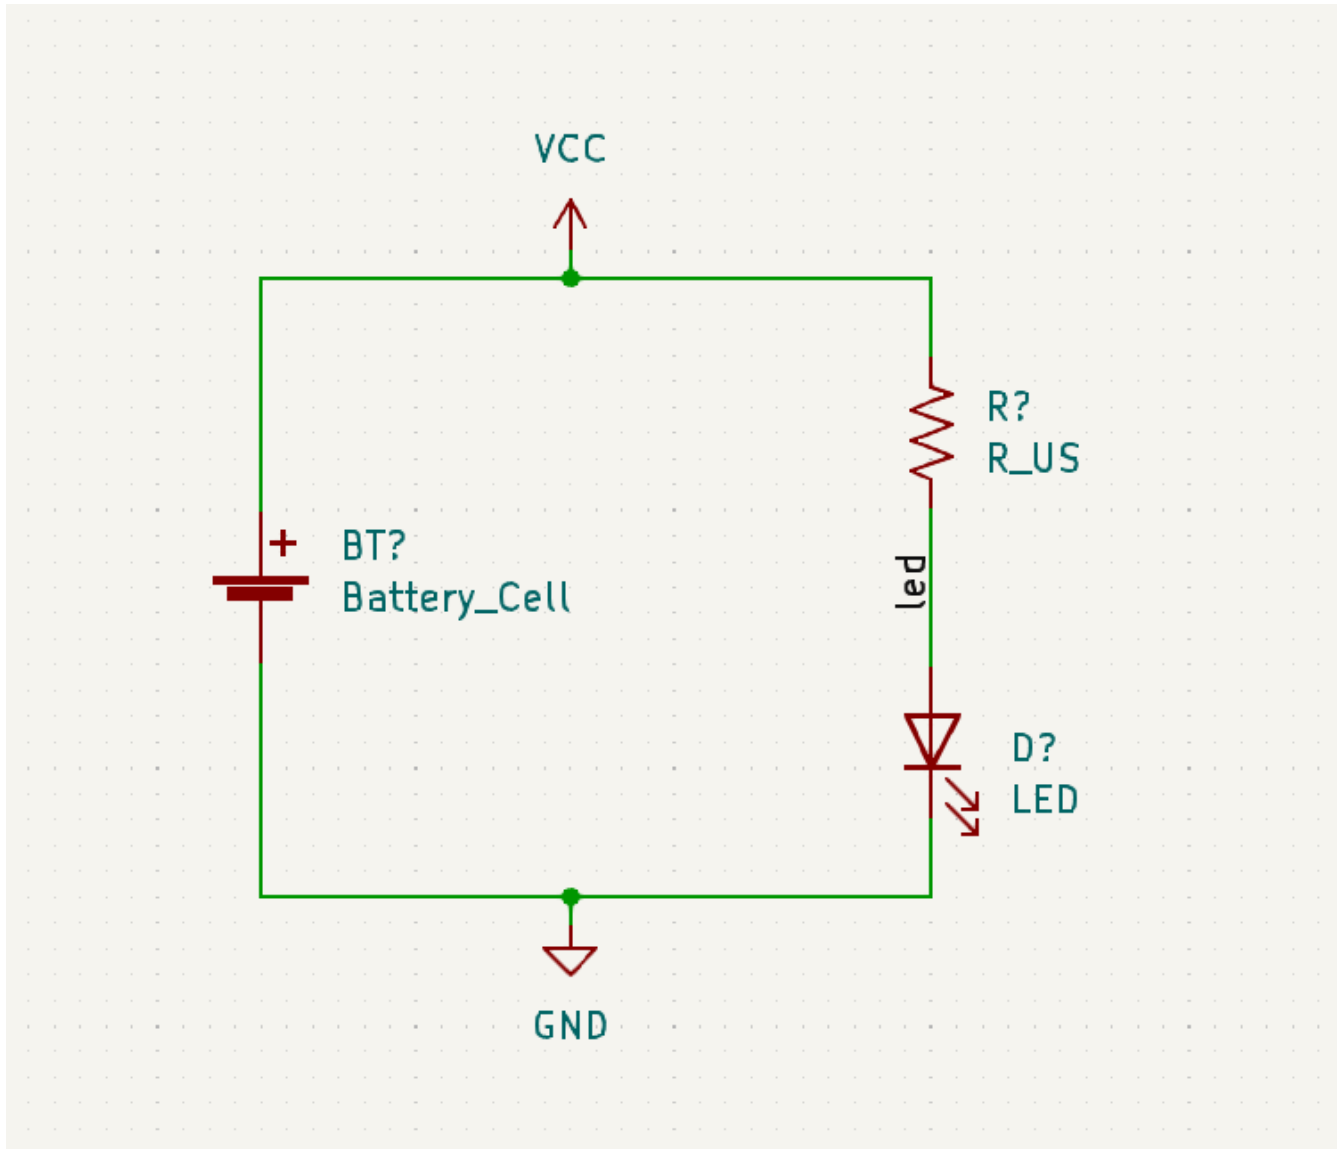 VCC
R?
R_US
+
BT?
Battery_Cell
led
D?
LED
GND